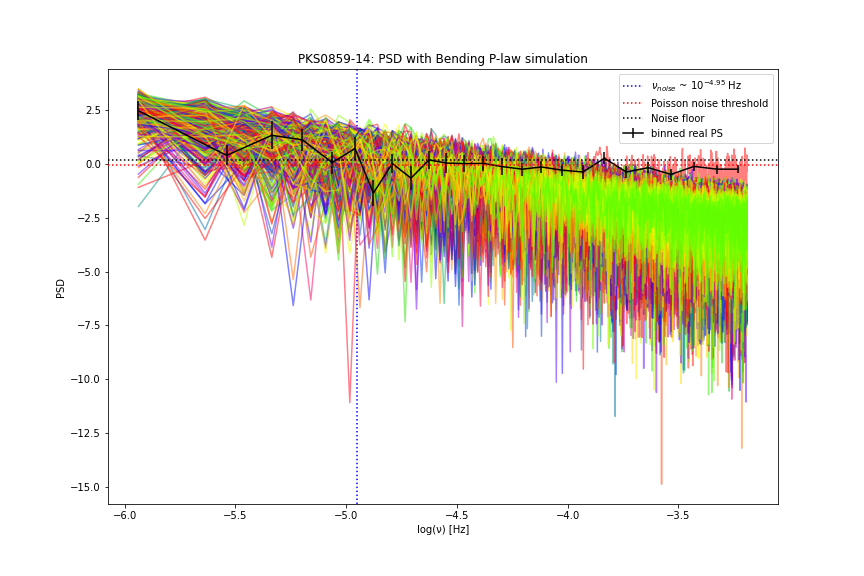 PKS0859-14: PSD with Bending P-law simulation
ν_noise ~ 10^−4.95 Hz
Poisson noise threshold
Noise floor
binned real PS
PSD
2.5
0.0
−2.5
−5.0
−7.5
−10.0
−12.5
−15.0
−6.0 −5.5 −5.0 −4.5 −4.0 −3.5
log(ν) [Hz]